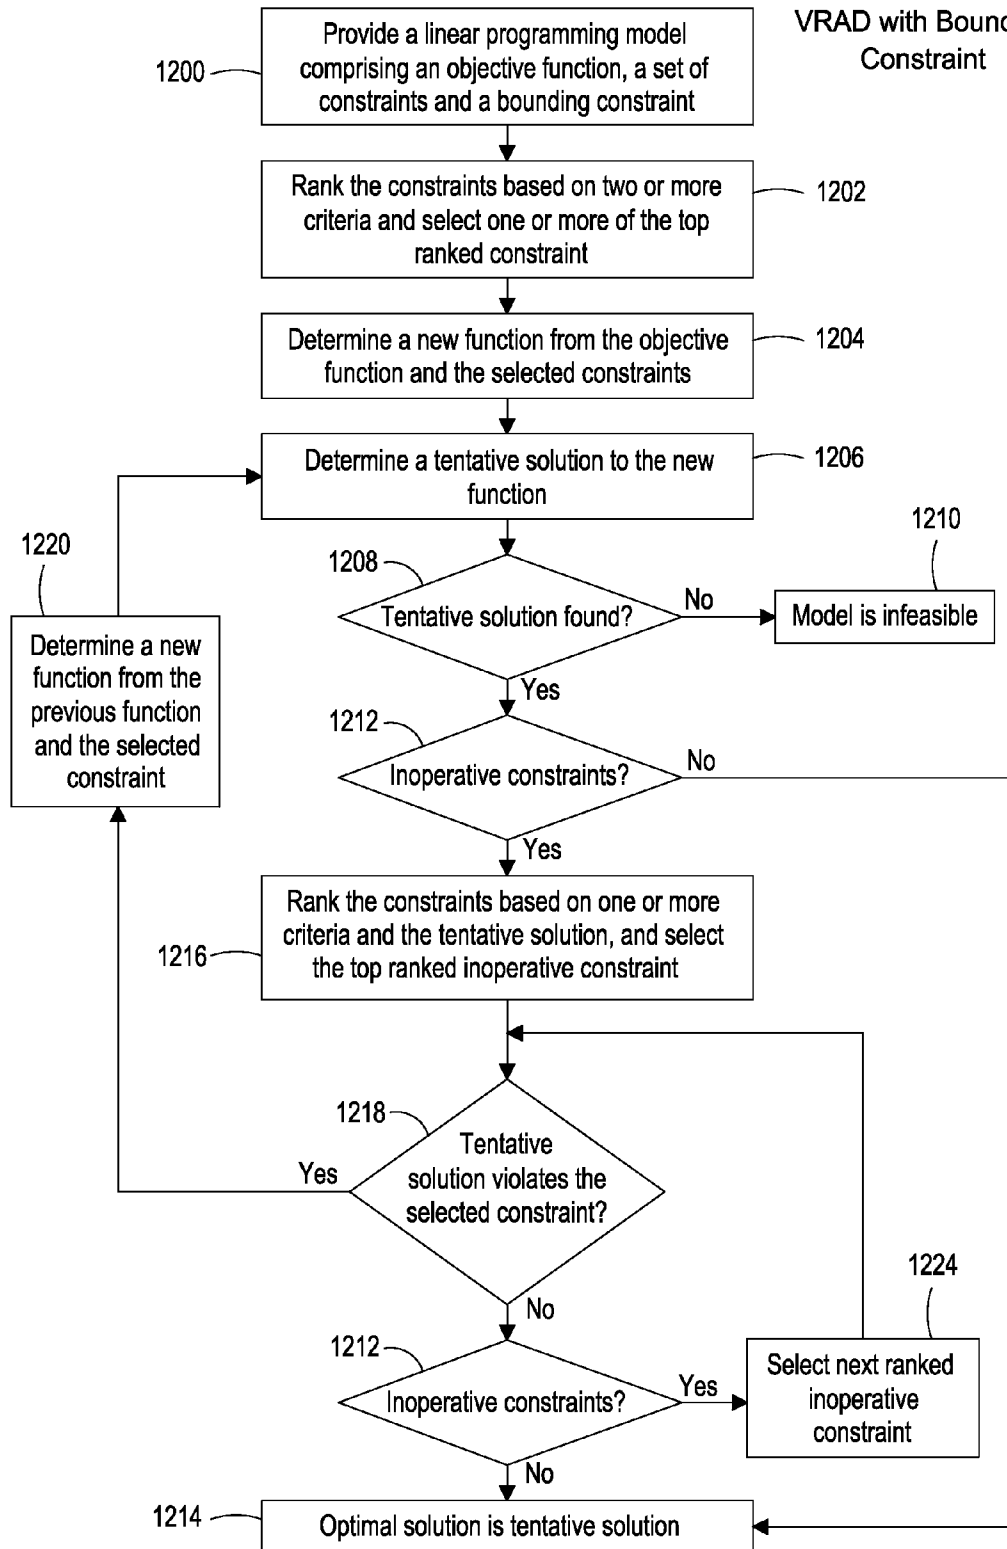 VRAD with Bound
Constraint
1200
Provide a linear programming model
comprising an objective function, a set of
constraints and a bounding constraint
Rank the constraints based on two or more
criteria and select one or more of the top
ranked constraint
1202
Determine a new function from the objective
function and the selected constraints
1204
Determine a tentative solution to the new
function
1206
1208
Tentative solution found?
No
1210
Model is infeasible
1220
Determine a new
function from the
previous function
and the selected
constraint
Yes
1212
Inoperative constraints?
No
Yes
1216
Rank the constraints based on one or more
criteria and the tentative solution, and select
the top ranked inoperative constraint
1218
Tentative
solution violates the
selected constraint?
Yes
No
1212
Inoperative constraints?
Yes
1224
Select next ranked
inoperative
constraint
No
1214
Optimal solution is tentative solution